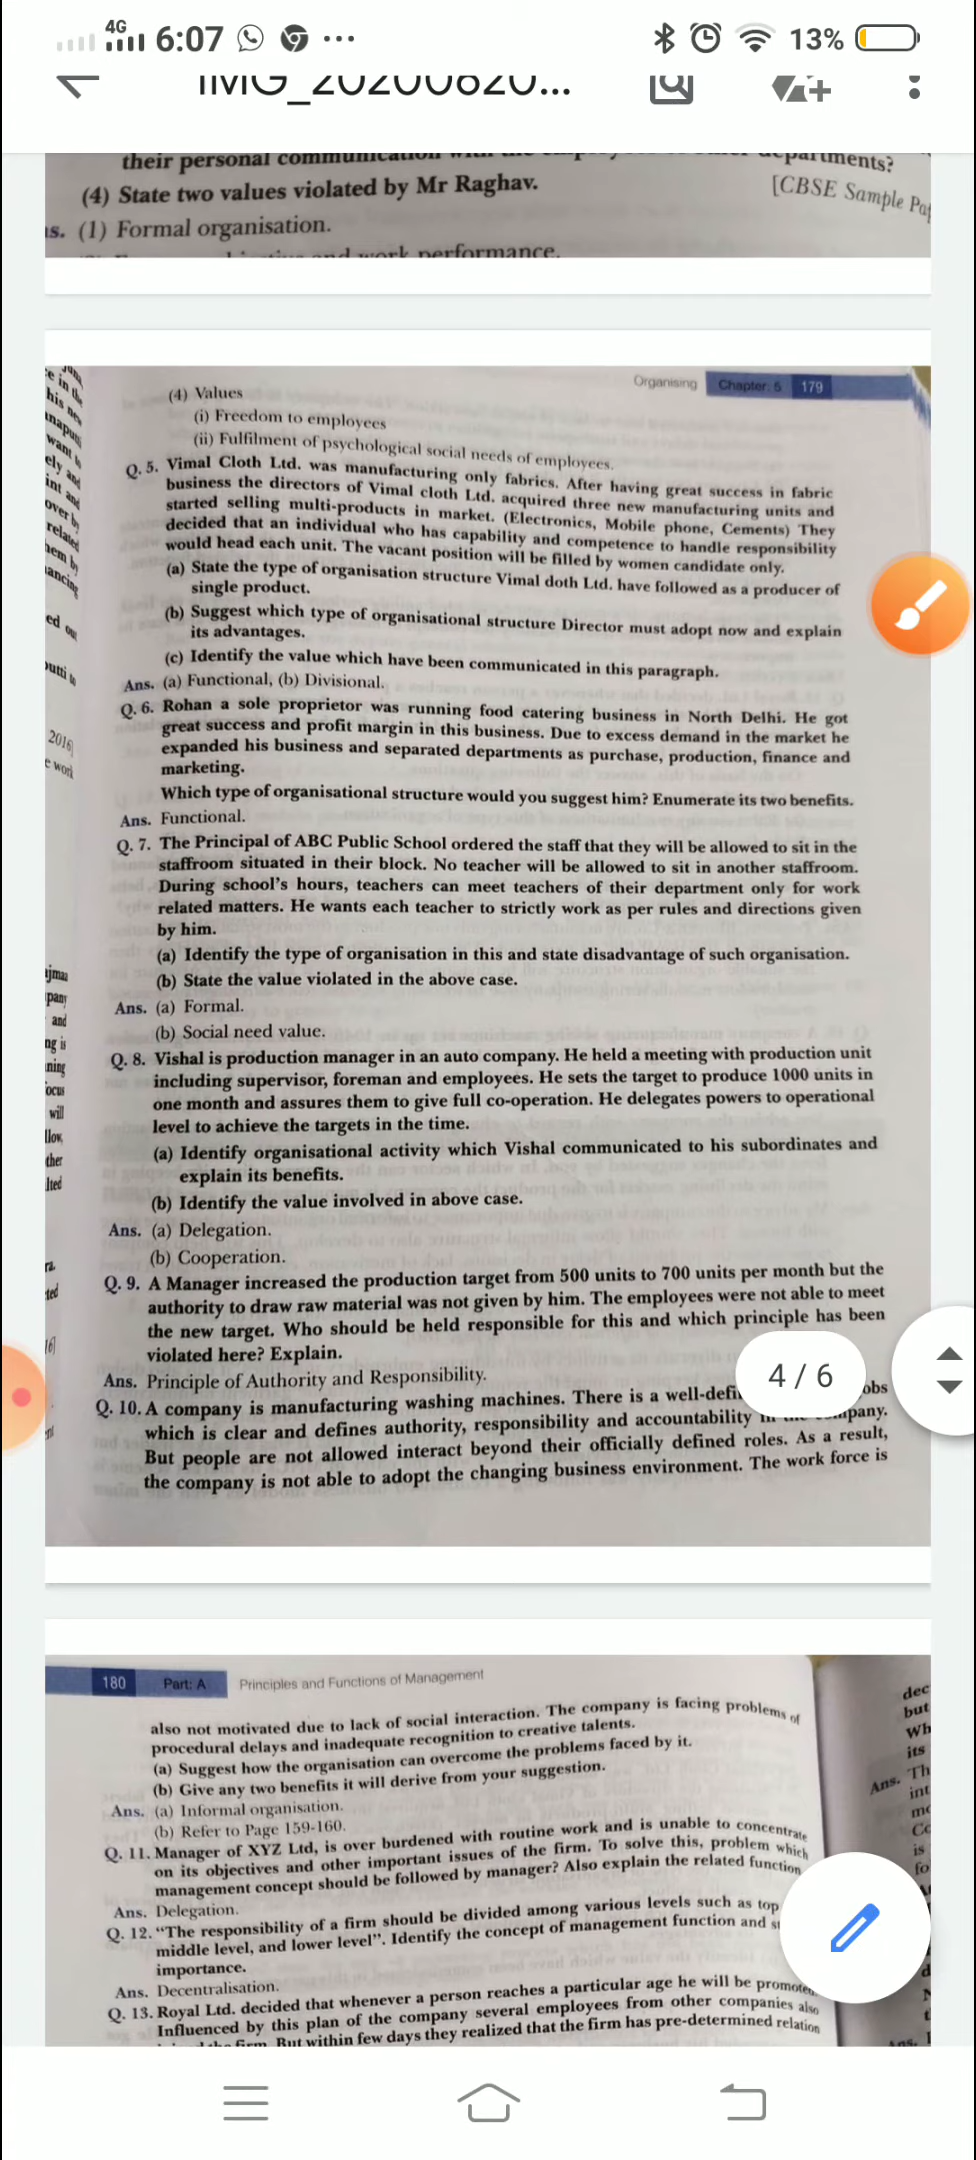 4G 6:07 ... 13%
their personal communication
departments?
(4) State two values violated by Mr Raghav.
[CBSE Sample
(1) Formal organisation.
and work performance.
Organising Chapter: 5 179
(4) Values
(i) Freedom to employees
(ii) Fulfilment of psychological social needs of employees.
Q. 5. Vimal Cloth Ltd. was manufacturing only fabrics. After having great success in fabric
business the directors of Vimal cloth Ltd. acquired three new manufacturing units and
started selling multi-products in market. (Electronics, Mobile phone, Cements) They
decided that an individual who has capability and competence to handle responsibility
would head each unit. The vacant position will be filled by women candidate only.
(a) State the type of organisation structure Vimal doth Ltd. have followed as a producer of
single product.
(b) Suggest which type of organisational structure Director must adopt now and explain
its advantages.
(c) Identify the value which have been communicated in this paragraph.
Ans. (a) Functional, (b) Divisional.
Q. 6. Rohan a sole proprietor was running food catering business in North Delhi. He got
great success and profit margin in this business. Due to excess demand in the market he
expanded his business and separated departments as purchase, production, finance and
marketing.
Which type of organisational structure would you suggest him? Enumerate its two benefits.
Ans. Functional.
Q. 7. The Principal of ABC Public School ordered the staff that they will be allowed to sit in the
staffroom situated in their block. No teacher will be allowed to sit in another staffroom.
During school's hours, teachers can meet teachers of their department only for work
related matters. He wants each teacher to strictly work as per rules and directions given
by him.
(a) Identify the type of organisation in this and state disadvantage of such organisation.
(b) State the value violated in the above case.
Ans. (a) Formal.
(b) Social need value.
Q. 8. Vishal is production manager in an auto company. He held a meeting with production unit
including supervisor, foreman and employees. He sets the target to produce 1000 units in
one month and assures them to give full co-operation. He delegates powers to operational
level to achieve the targets in the time.
(a) Identify organisational activity which Vishal communicated to his subordinates and
explain its benefits.
(b) Identify the value involved in above case.
Ans. (a) Delegation.
(b) Cooperation.
Q. 9. A Manager increased the production target from 500 units to 700 units per month but the
authority to draw raw material was not given by him. The employees were not able to meet
the new target. Who should be held responsible for this and which principle has been
violated here? Explain.
Ans. Principle of Authority and Responsibility.
4 / 6
Q. 10. A company is manufacturing washing machines. There is a
which is clear and defines authority, responsibility and accountability
But people are not allowed interact beyond their officially defined roles. As a result,
the company is not able to adopt the changing business environment. The work force is
180 Part: A Principles and Functions of Management
also not motivated due to lack of social interaction. The company is facing problems of
procedural delays and inadequate recognition to creative talents.
(a) Suggest how the organisation can overcome the problems faced by it.
(b) Give any two benefits it will derive from your suggestion.
Ans. (a) Informal organisation.
(b) Refer to Page 159-160.
Q. 11. Manager of XYZ Ltd, is over burdened with routine work and is unable to concentrate
on its objectives and other important issues of the firm. To solve this, problem which
management concept should be followed by manager? Also explain the related function
Ans. Delegation.
Q. 12. "The responsibility of a firm should be divided among various levels such as top
middle level, and lower level". Identify the concept of management function and
importance.
Ans. Decentralisation.
Q. 13. Royal Ltd. decided that whenever a person reaches a particular age he will be
Influenced by this plan of the company several employees from other companies also
But within few days they realized that the firm has pre-determined relation